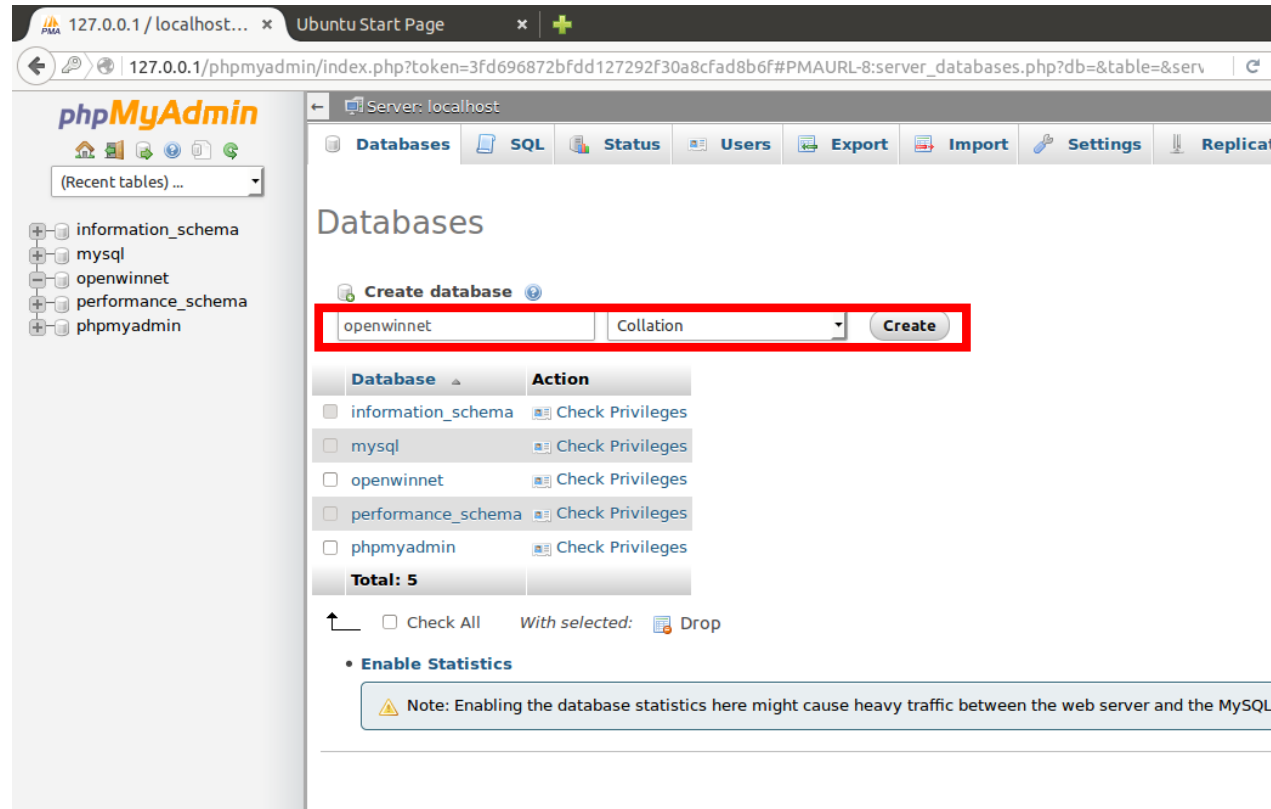 127.0.0.1 / localhost... × Ubuntu Start Page ×
127.0.0.1/phpmyadmin/index.php?token=3fd696872bfdd127292f30a8cfad8b6f#PMAURL-8:server_databases.php?db=&table=&serv
phpMyAdmin
(Recent tables) ...
information_schema
mysql
openwinnet
performance_schema
phpmyadmin
← Server: localhost
Databases SQL Status Users Export Import Settings Replicat
Databases
Create database
openwinnet Collation Create
Database Action
information_schema Check Privileges
mysql Check Privileges
openwinnet Check Privileges
performance_schema Check Privileges
phpmyadmin Check Privileges
Total: 5
Check All With selected: Drop
• Enable Statistics
Note: Enabling the database statistics here might cause heavy traffic between the web server and the MySQL